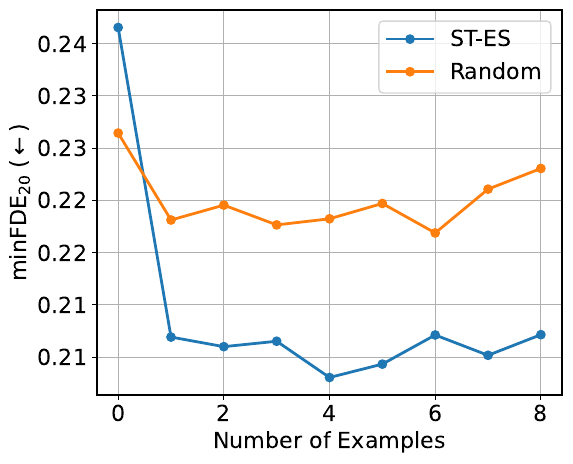 ST-ES
Random
0.24
0.23
0.23
0.22
0.22
0.21
0.21
minFDE₂₀ (←)
0 2 4 6 8
Number of Examples